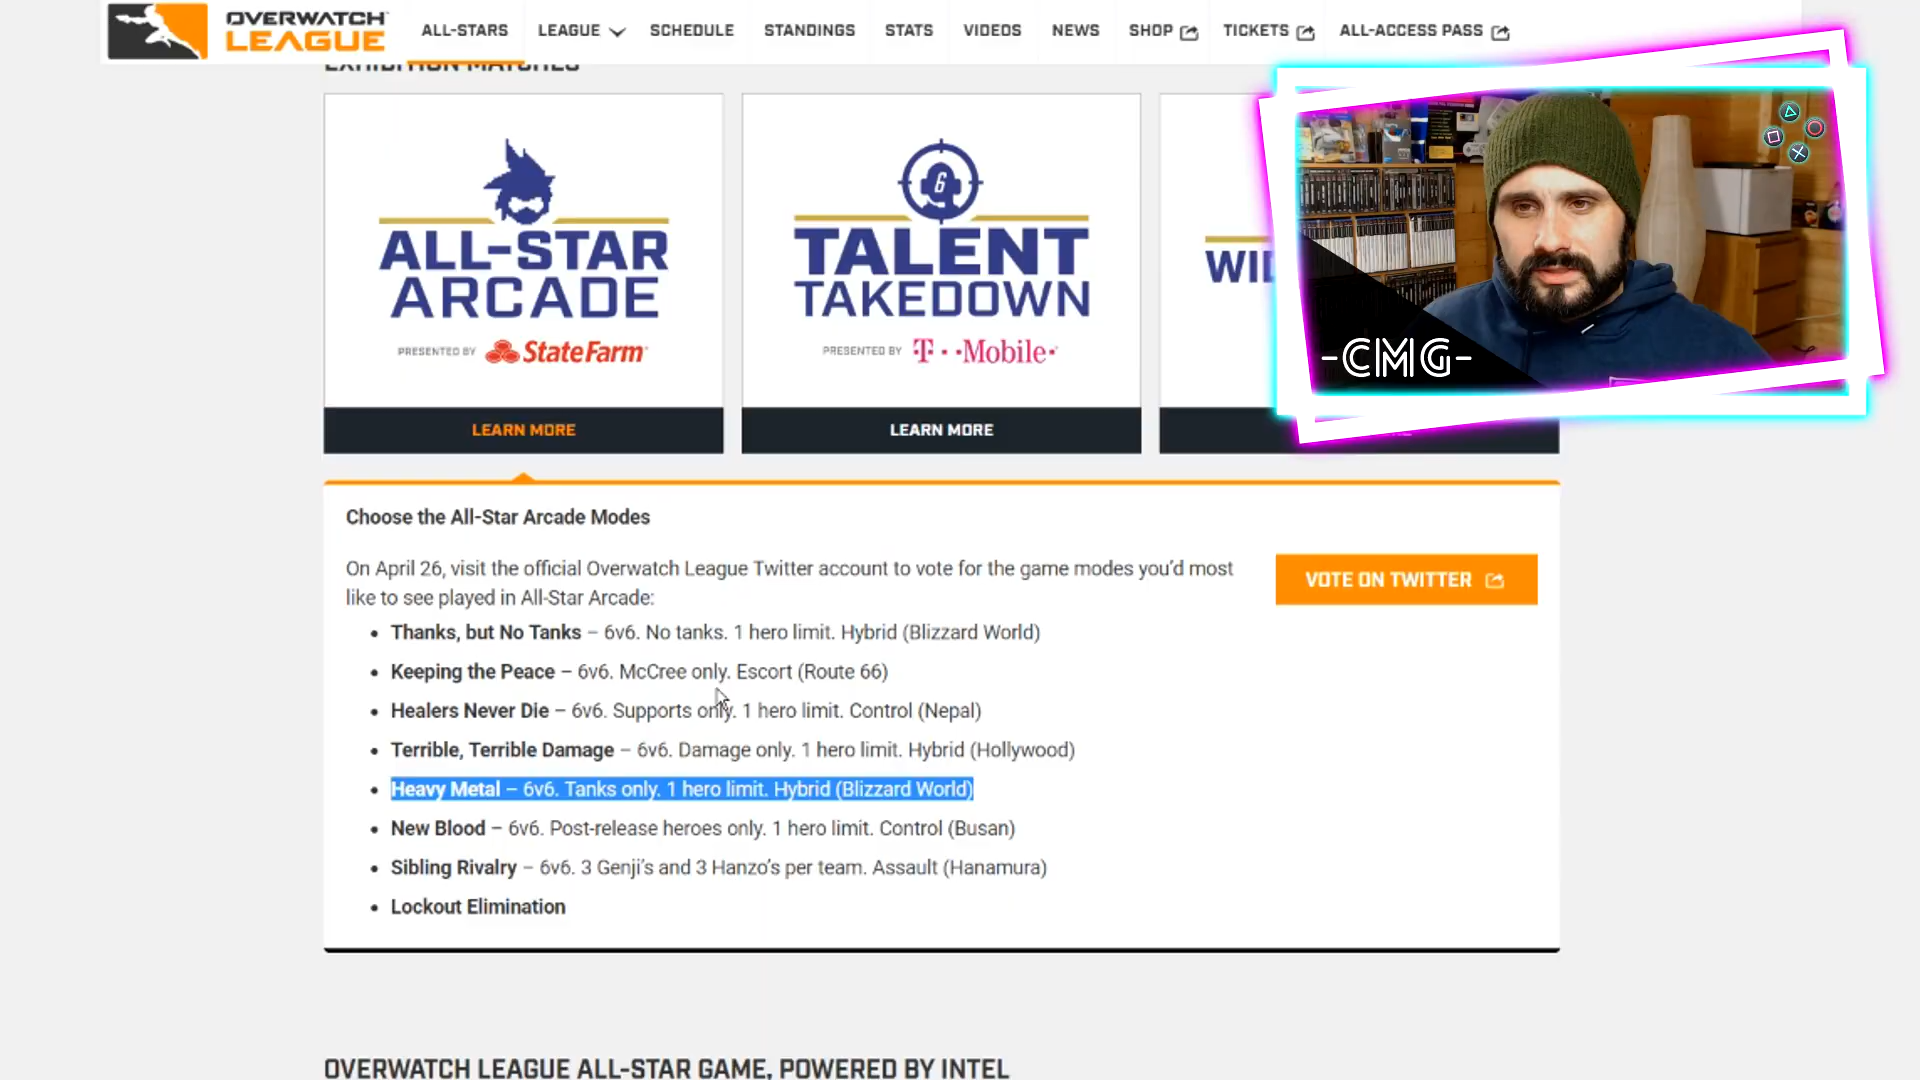 OVERWATCH
LEAGUE
ALL-STARS
LEAGUE
SCHEDULE
STANDINGS
STATS
VIDEOS
NEWS
SHOP
TICKETS
ALL-ACCESS PASS
EXHIBITION MATCHES
ALL-STAR
ARCADE
PRESENTED BY StateFarm
LEARN MORE
6
TALENT
TAKEDOWN
PRESENTED BY T··Mobile·
LEARN MORE
-CMG-
Choose the All-Star Arcade Modes
On April 26, visit the official Overwatch League Twitter account to vote for the game modes you'd most
like to see played in All-Star Arcade:
VOTE ON TWITTER
• Thanks, but No Tanks – 6v6. No tanks. 1 hero limit. Hybrid (Blizzard World)
• Keeping the Peace – 6v6. McCree only. Escort (Route 66)
• Healers Never Die – 6v6. Supports only. 1 hero limit. Control (Nepal)
• Terrible, Terrible Damage – 6v6. Damage only. 1 hero limit. Hybrid (Hollywood)
• Heavy Metal – 6v6. Tanks only. 1 hero limit. Hybrid (Blizzard World)
• New Blood – 6v6. Post-release heroes only. 1 hero limit. Control (Busan)
• Sibling Rivalry – 6v6. 3 Genji's and 3 Hanzo's per team. Assault (Hanamura)
• Lockout Elimination
OVERWATCH LEAGUE ALL-STAR GAME, POWERED BY INTEL